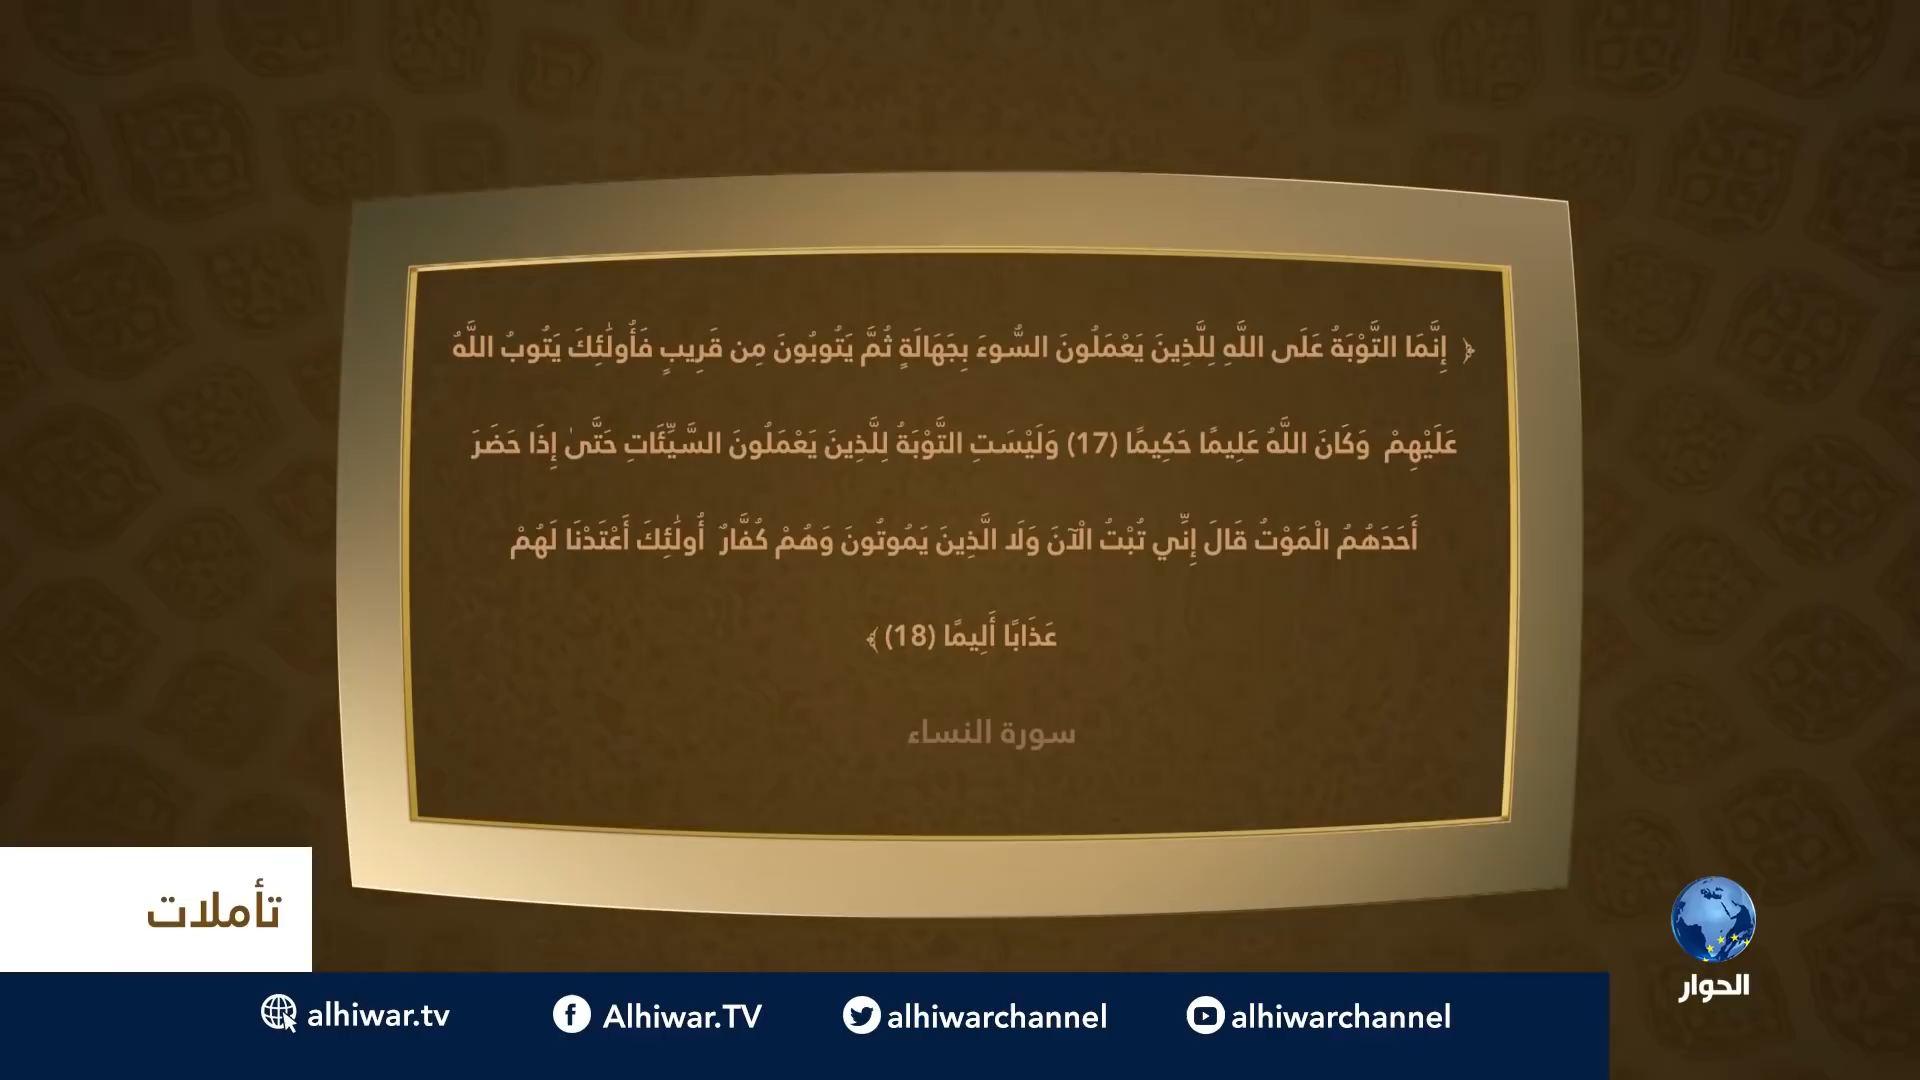 ﴿ إِنَّمَا التَّوْبَةُ عَلَى اللَّهِ لِلَّذِينَ يَعْمَلُونَ السُّوءَ بِجَهَالَةٍ ثُمَّ يَتُوبُونَ مِن قَرِيبٍ فَأُولَٰئِكَ يَتُوبُ اللَّهُ
عَلَيْهِمْ وَكَانَ اللَّهُ عَلِيمًا حَكِيمًا (17) وَلَيْسَتِ التَّوْبَةُ لِلَّذِينَ يَعْمَلُونَ السَّيِّئَاتِ حَتَّىٰ إِذَا حَضَرَ
أَحَدَهُمُ الْمَوْتُ قَالَ إِنِّي تُبْتُ الْآنَ وَلَا الَّذِينَ يَمُوتُونَ وَهُمْ كُفَّارٌ أُولَٰئِكَ أَعْتَدْنَا لَهُمْ
عَذَابًا أَلِيمًا (18) ﴾
سورة النساء
تأملات
الحوار
alhiwar.tv
Alhiwar.TV
alhiwarchannel
alhiwarchannel